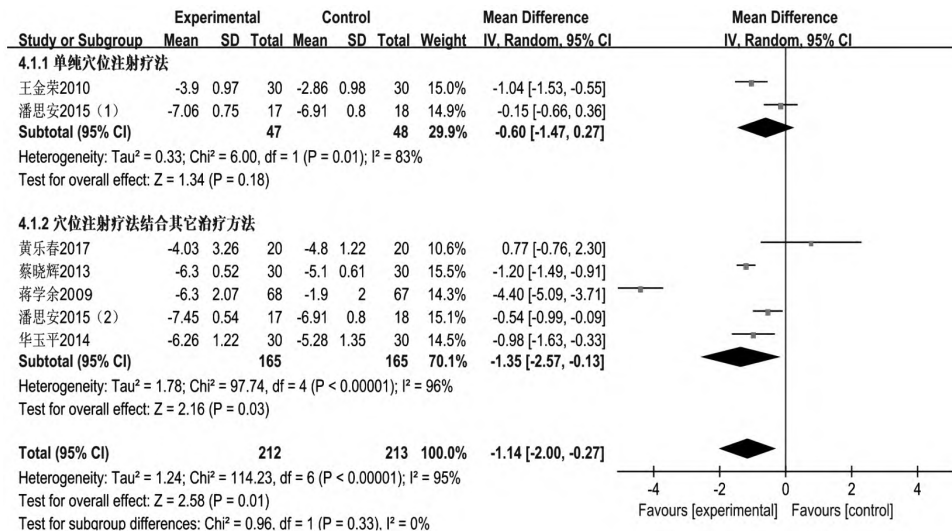 Experimental Control Mean Difference Mean Difference
Study or Subgroup Mean SD Total Mean SD Total Weight IV, Random, 95% CI IV, Random, 95% CI
4.1.1 单纯穴位注射疗法
王金荣2010 -3.9 0.97 30 -2.86 0.98 30 15.0% -1.04 [-1.53, -0.55]
潘思安2015（1） -7.06 0.75 17 -6.91 0.8 18 14.9% -0.15 [-0.66, 0.36]
Subtotal (95% CI) 47 48 29.9% -0.60 [-1.47, 0.27]
Heterogeneity: Tau² = 0.33; Chi² = 6.00, df = 1 (P = 0.01); I² = 83%
Test for overall effect: Z = 1.34 (P = 0.18)
4.1.2 穴位注射疗法结合其它治疗方法
黄乐春2017 -4.03 3.26 20 -4.8 1.22 20 10.6% 0.77 [-0.76, 2.30]
蔡晓辉2013 -6.3 0.52 30 -5.1 0.61 30 15.5% -1.20 [-1.49, -0.91]
蒋学余2009 -6.3 2.07 68 -1.9 2 67 14.3% -4.40 [-5.09, -3.71]
潘思安2015（2） -7.45 0.54 17 -6.91 0.8 18 15.1% -0.54 [-0.99, -0.09]
华玉平2014 -6.26 1.22 30 -5.28 1.35 30 14.5% -0.98 [-1.63, -0.33]
Subtotal (95% CI) 165 165 70.1% -1.35 [-2.57, -0.13]
Heterogeneity: Tau² = 1.78; Chi² = 97.74, df = 4 (P < 0.00001); I² = 96%
Test for overall effect: Z = 2.16 (P = 0.03)
Total (95% CI) 212 213 100.0% -1.14 [-2.00, -0.27]
Heterogeneity: Tau² = 1.24; Chi² = 114.23, df = 6 (P < 0.00001); I² = 95%
Test for overall effect: Z = 2.58 (P = 0.01)
Test for subgroup differences: Chi² = 0.96, df = 1 (P = 0.33), I² = 0%
-4 -2 0 2 4
Favours [experimental] Favours [control]